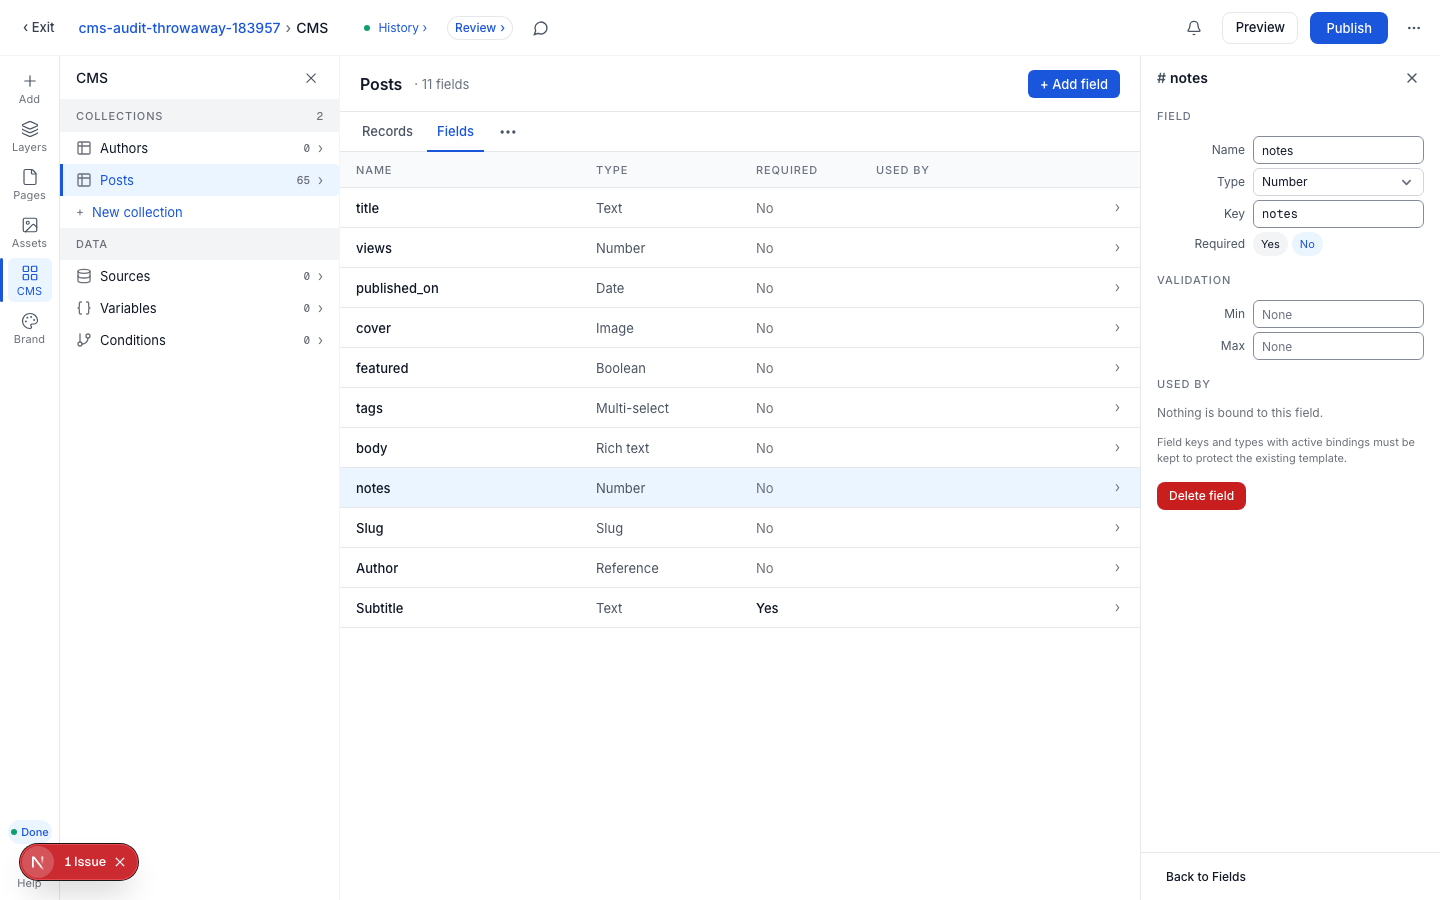 ‹ Exit
cms-audit-throwaway-183957 › CMS
History ›
Review ›
Preview
Publish
Add
Layers
Pages
Assets
CMS
Brand
Done
1 Issue
Help
CMS
COLLECTIONS 2
Authors 0 ›
Posts 65 ›
+ New collection
DATA
Sources 0 ›
Variables 0 ›
Conditions 0 ›
Posts · 11 fields
+ Add field
Records Fields •••
NAME TYPE REQUIRED USED BY
title Text No ›
views Number No ›
published_on Date No ›
cover Image No ›
featured Boolean No ›
tags Multi-select No ›
body Rich text No ›
notes Number No ›
Slug Slug No ›
Author Reference No ›
Subtitle Text Yes ›
# notes
FIELD
Name notes
Type Number
Key notes
Required Yes No
VALIDATION
Min None
Max None
USED BY
Nothing is bound to this field.
Field keys and types with active bindings must be
kept to protect the existing template.
Delete field
Back to Fields